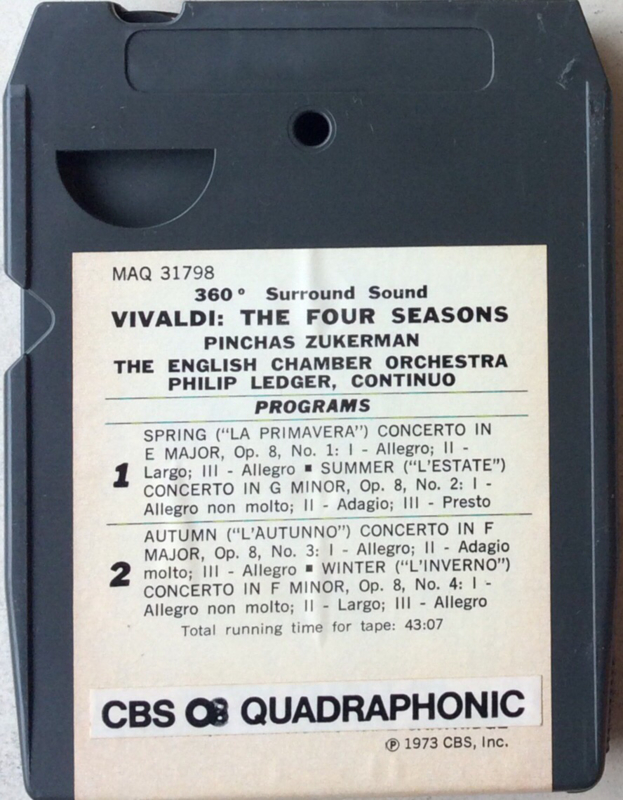 MAQ 31798
360° Surround Sound
VIVALDI: THE FOUR SEASONS
PINCHAS ZUKERMAN
THE ENGLISH CHAMBER ORCHESTRA
PHILIP LEDGER, CONTINUO
PROGRAMS
1
SPRING ("LA PRIMAVERA") CONCERTO IN
E MAJOR, Op. 8, No. 1: I - Allegro; II -
Largo; III - Allegro ▪ SUMMER ("L'ESTATE")
CONCERTO IN G MINOR, Op. 8, No. 2: I -
Allegro non molto; II - Adagio; III - Presto
2
AUTUMN ("L'AUTUNNO") CONCERTO IN F
MAJOR, Op. 8, No. 3: I - Allegro; II - Adagio
molto; III - Allegro ▪ WINTER ("L'INVERNO")
CONCERTO IN F MINOR, Op. 8, No. 4: I -
Allegro non molto; II - Largo; III - Allegro
Total running time for tape: 43:07
CBS QUADRAPHONIC
℗ 1973 CBS, Inc.